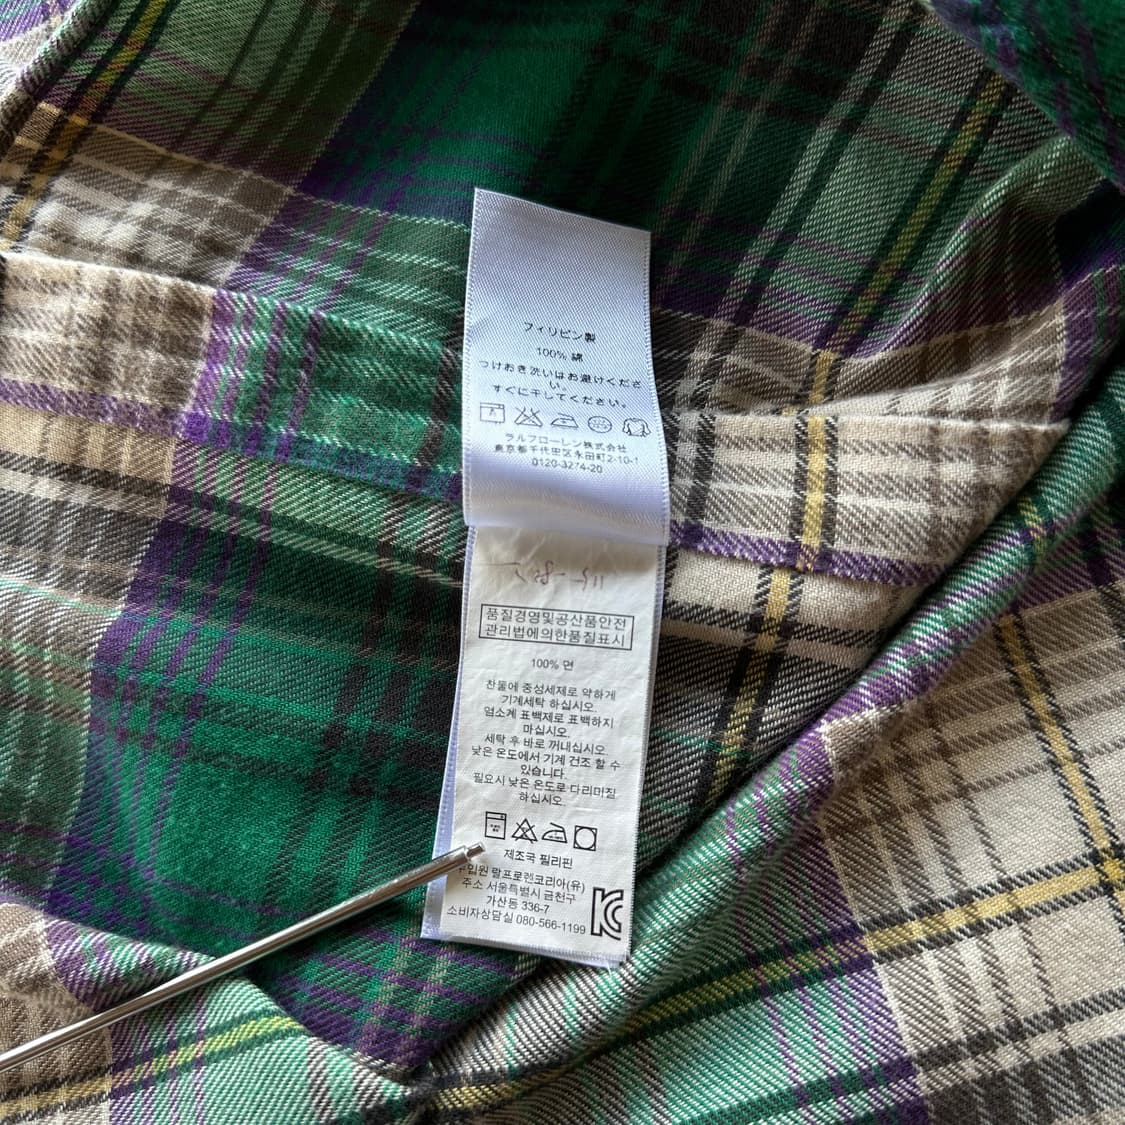 フィリピン製
100% 綿
つけおき洗いはお避けくださ
い。
すぐに干してください。
ラルフローレン株式会社
東京都千代田区永田町2-10-1
0120-3274-20
품질경영및공산품안전
관리법에의한품질표시
100% 면
찬물에 중성세제로 약하게
기계세탁 하십시오.
염소계 표백제로 표백하지
마십시오.
세탁 후 바로 꺼내십시오.
낮은 온도에서 기계 건조 할 수
있습니다.
필요시 낮은 온도로 다리미질
하십시오.
제조국 필리핀
랄프로렌코리아(유)
주소 서울특별시 금천구
가산동 336-7
소비자상담실 080-566-1199